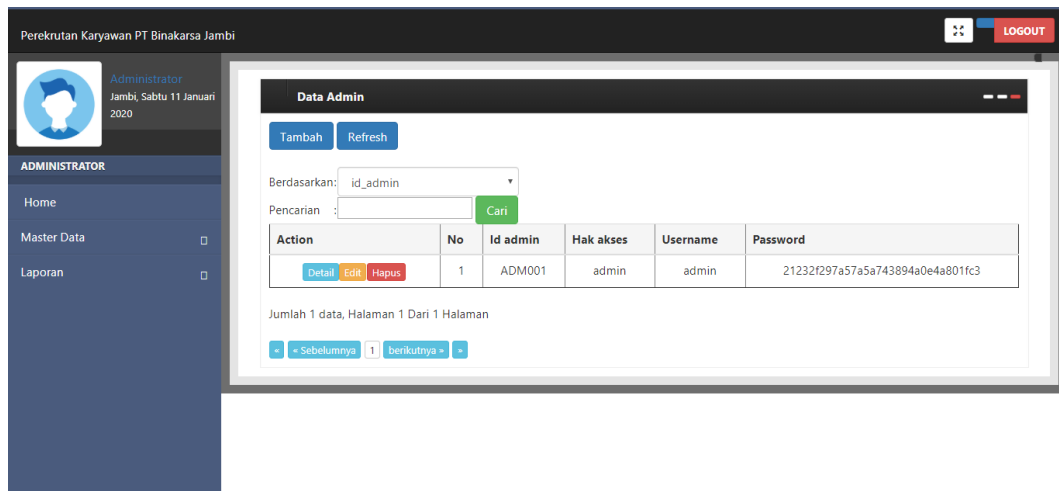 Perekrutan Karyawan PT Binakarsa Jambi
LOGOUT
Administrator
Jambi, Sabtu 11 Januari
2020
ADMINISTRATOR
Home
Master Data
Laporan
Data Admin
Tambah Refresh
Berdasarkan: id_admin
Pencarian : Cari
Action No Id admin Hak akses Username Password
Detail Edit Hapus 1 ADM001 admin admin 21232f297a57a5a743894a0e4a801fc3
Jumlah 1 data, Halaman 1 Dari 1 Halaman
« « Sebelumnya 1 berikutnya » »